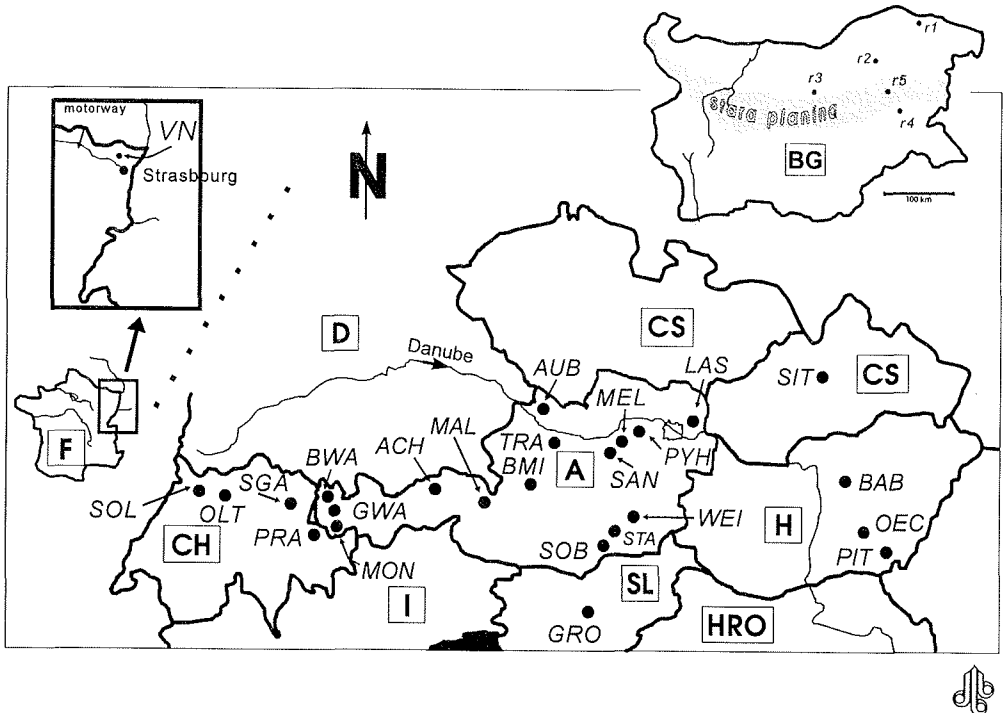 motorway
VN
Strasbourg
N
r1
r2
r3
r5
r4
stara planina
BG
100 km
D
Danube
CS
AUB
LAS
SIT
CS
MEL
F
MAL
TRA
PYH
ACH
BMI
A
SAN
BWA
SGA
SOL
OLT
GWA
BAB
WEI
H
OEC
CH
PRA
STA
SOB
PIT
MON
SL
I
GRO
HRO